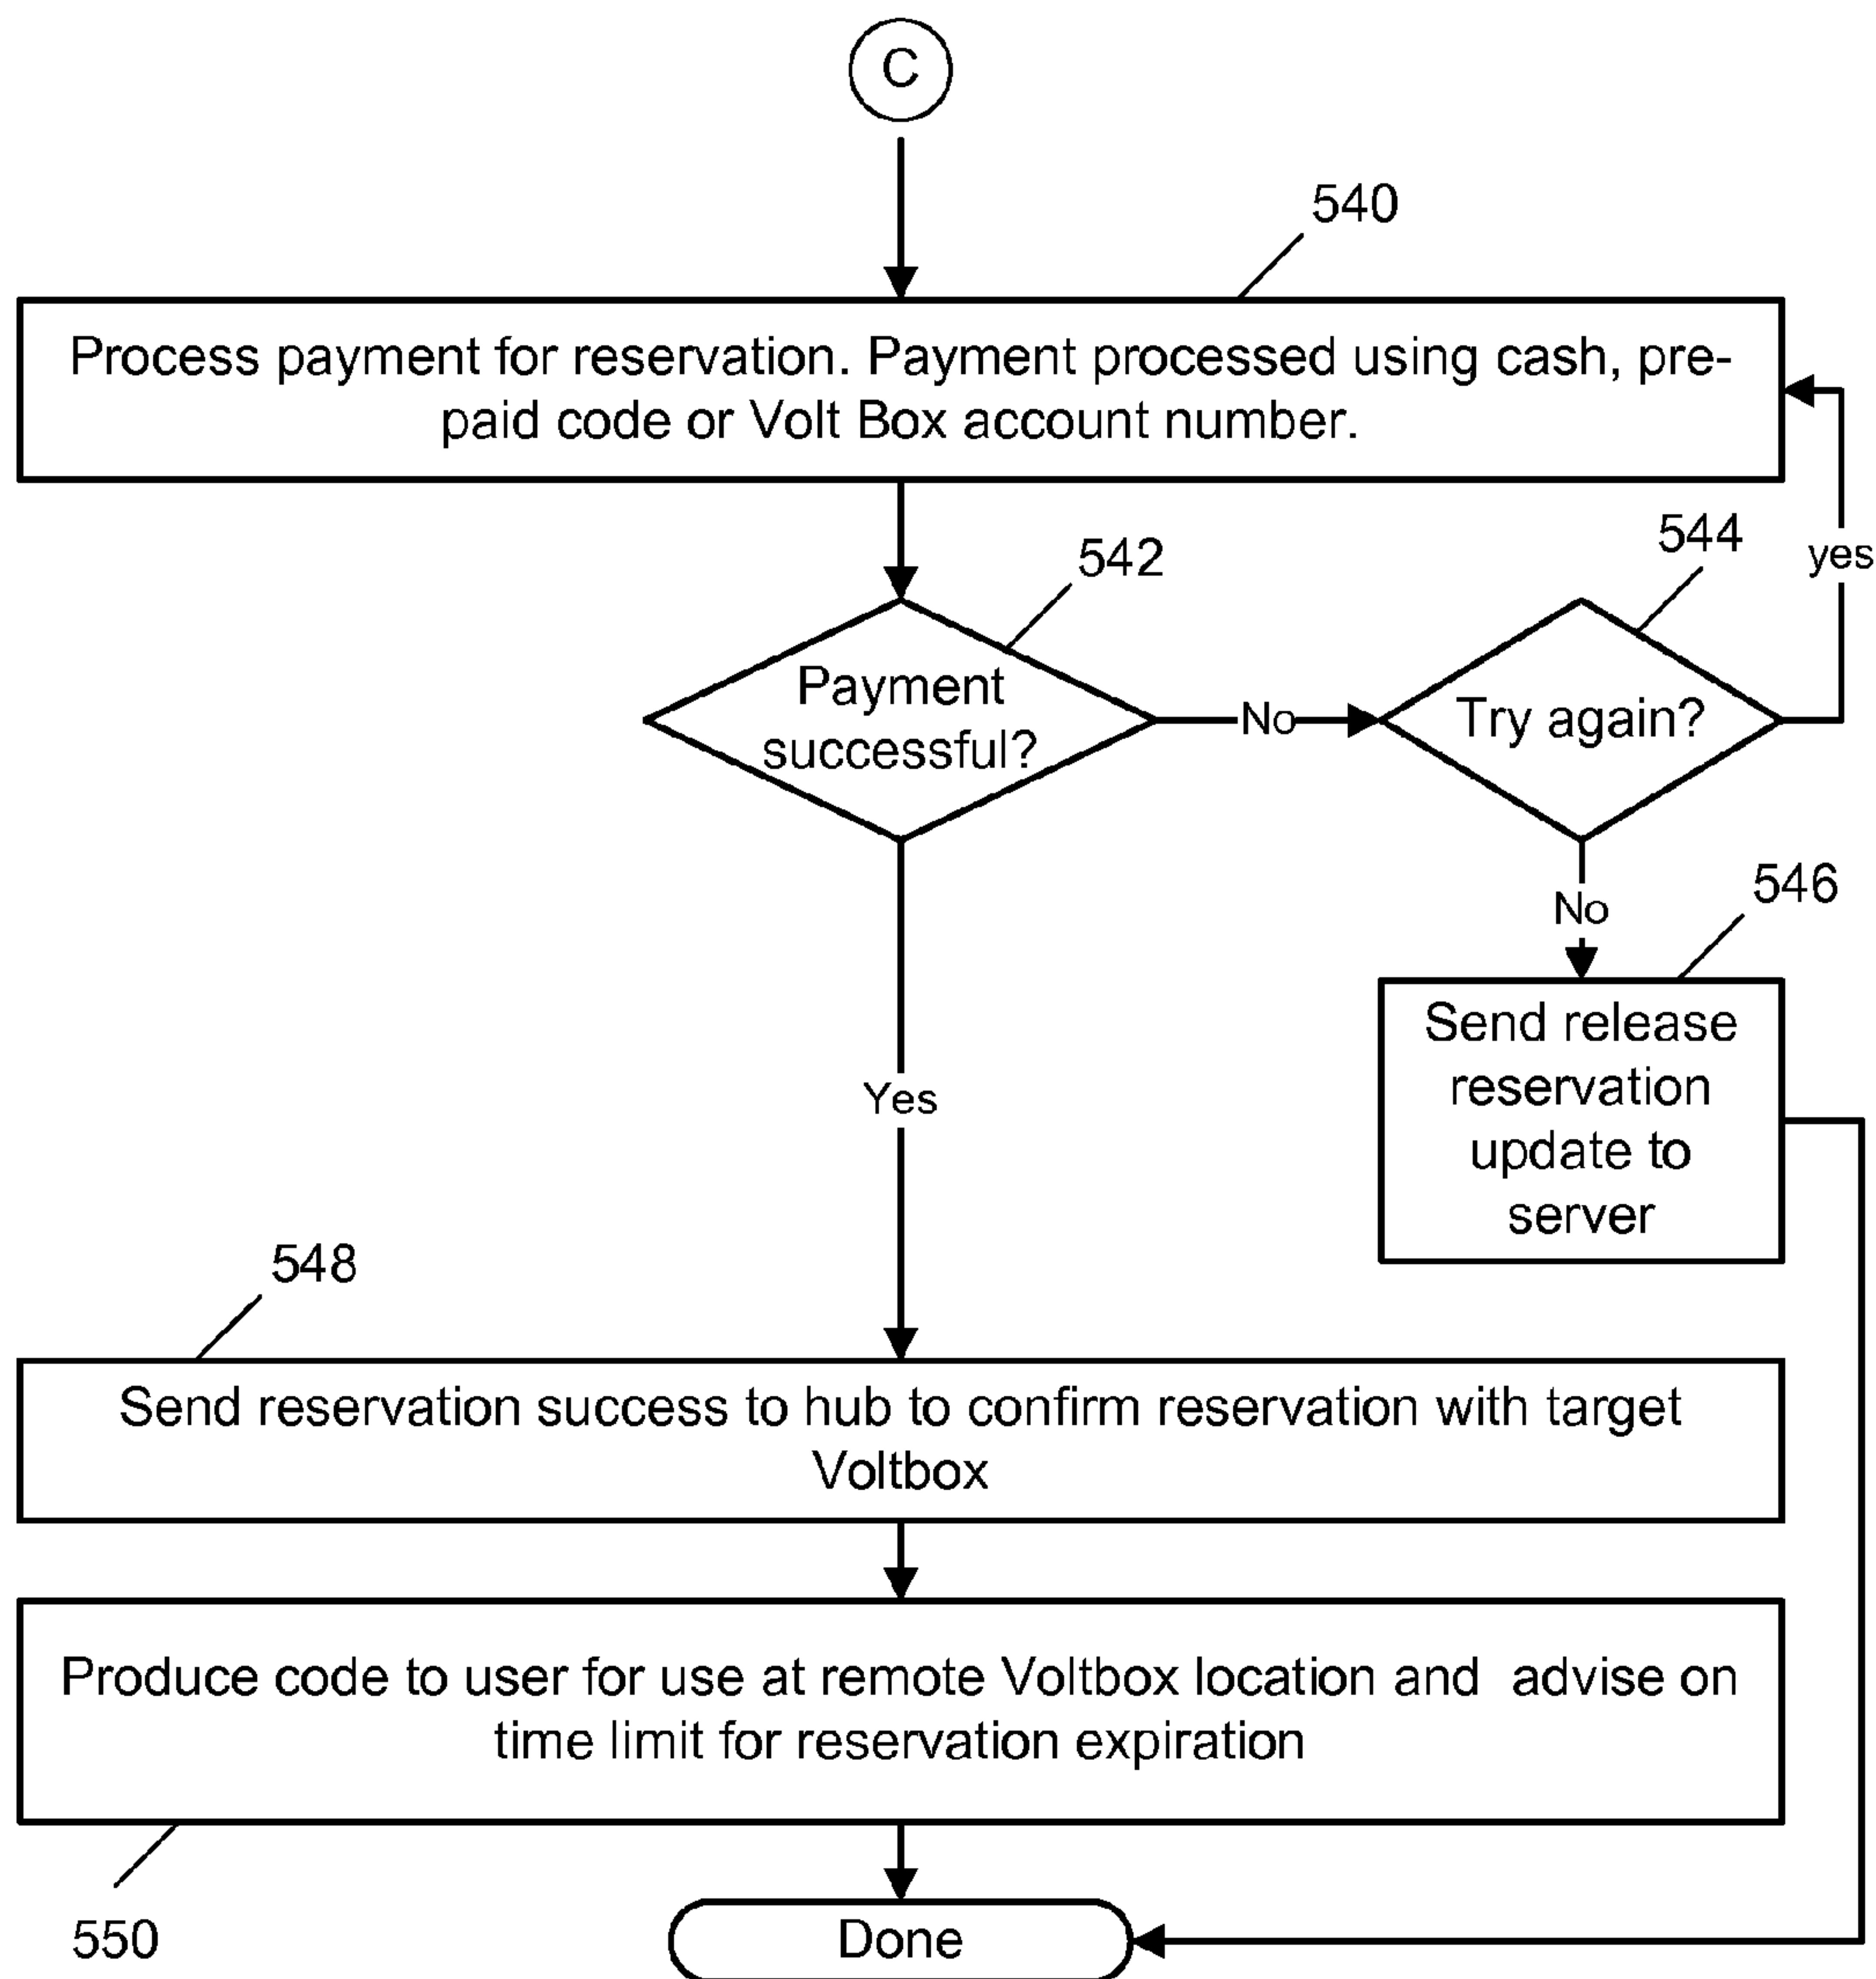 C
540
Process payment for reservation. Payment processed using cash, pre-
paid code or Volt Box account number.
542
544
yes
Payment
successful?
No
Try again?
No
546
Send release
reservation
update to
server
Yes
548
Send reservation success to hub to confirm reservation with target
Voltbox
Produce code to user for use at remote Voltbox location and  advise on
time limit for reservation expiration
550
Done